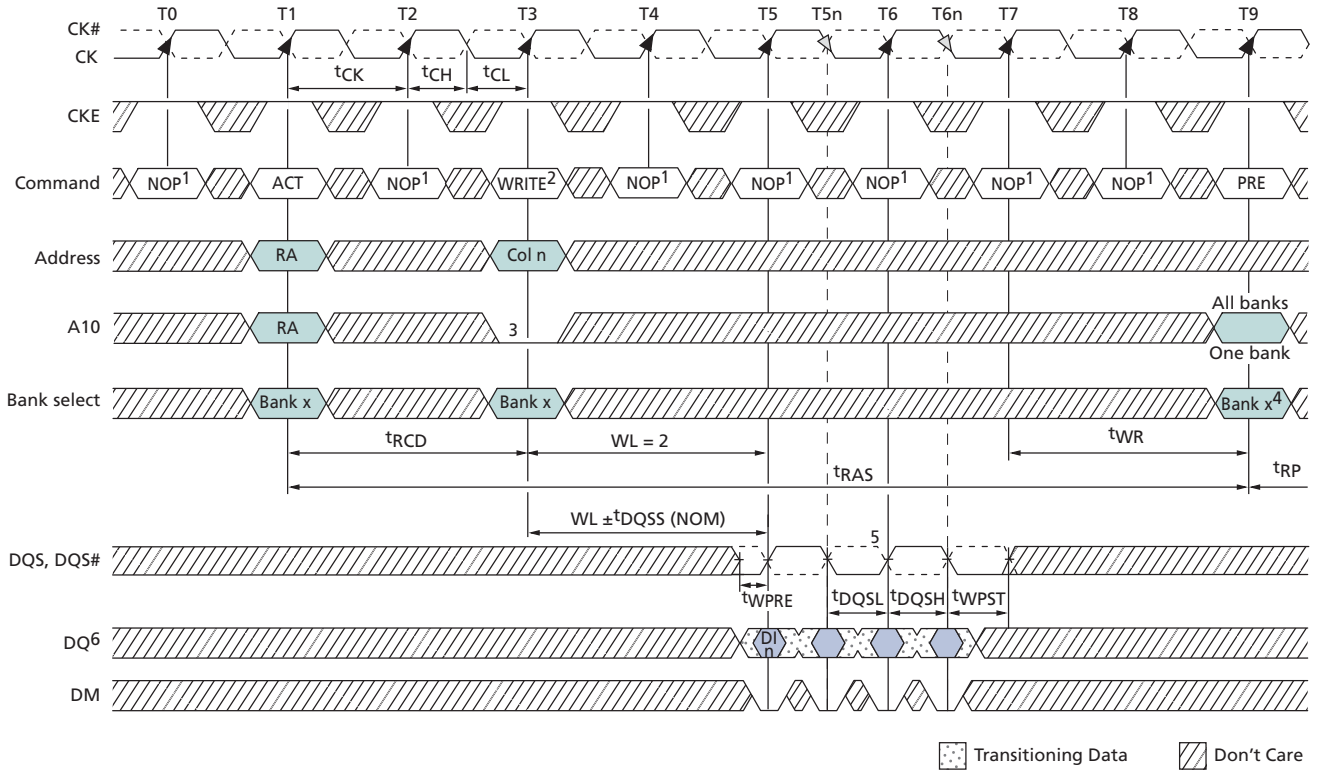 T0 T1 T2 T3 T4 T5 T5n T6 T6n T7 T8 T9
CK#
CK
tCK tCH tCL
CKE
Command NOP1 ACT NOP1 WRITE2 NOP1 NOP1 NOP1 NOP1 NOP1 PRE
Address RA Col n
All banks
A10 RA 3
One bank
Bank select Bank x Bank x Bank x4
tRCD WL = 2 tWR
tRAS tRP
WL ±tDQSS (NOM)
5
DQS, DQS#
tWPRE tDQSL tDQSH tWPST
DQ6 DI
n
DM
Transitioning Data Don't Care